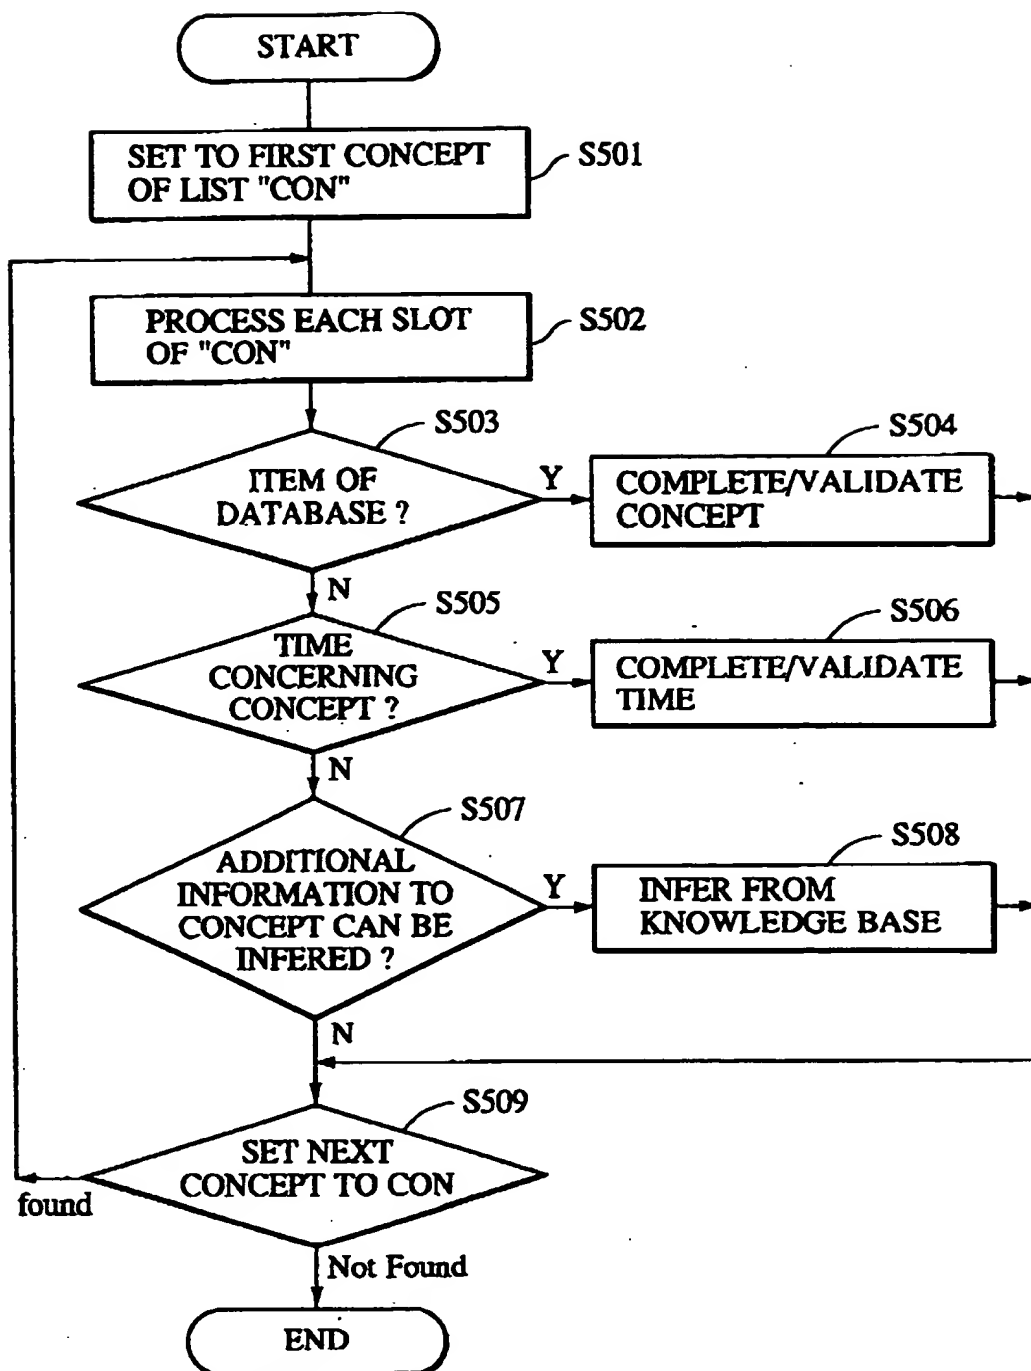 START
SET TO FIRST CONCEPT
OF LIST "CON"
S501
PROCESS EACH SLOT
OF "CON"
S502
S503
ITEM OF
DATABASE ?
Y
S504
COMPLETE/VALIDATE
CONCEPT
N
S505
TIME
CONCERNING
CONCEPT ?
Y
S506
COMPLETE/VALIDATE
TIME
N
S507
ADDITIONAL
INFORMATION TO
CONCEPT CAN BE
INFERED ?
Y
S508
INFER FROM
KNOWLEDGE BASE
N
S509
SET NEXT
CONCEPT TO CON
found
Not Found
END